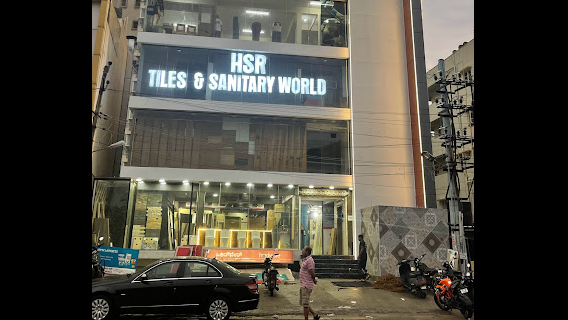 HSR
TILES & SANITARY WORLD